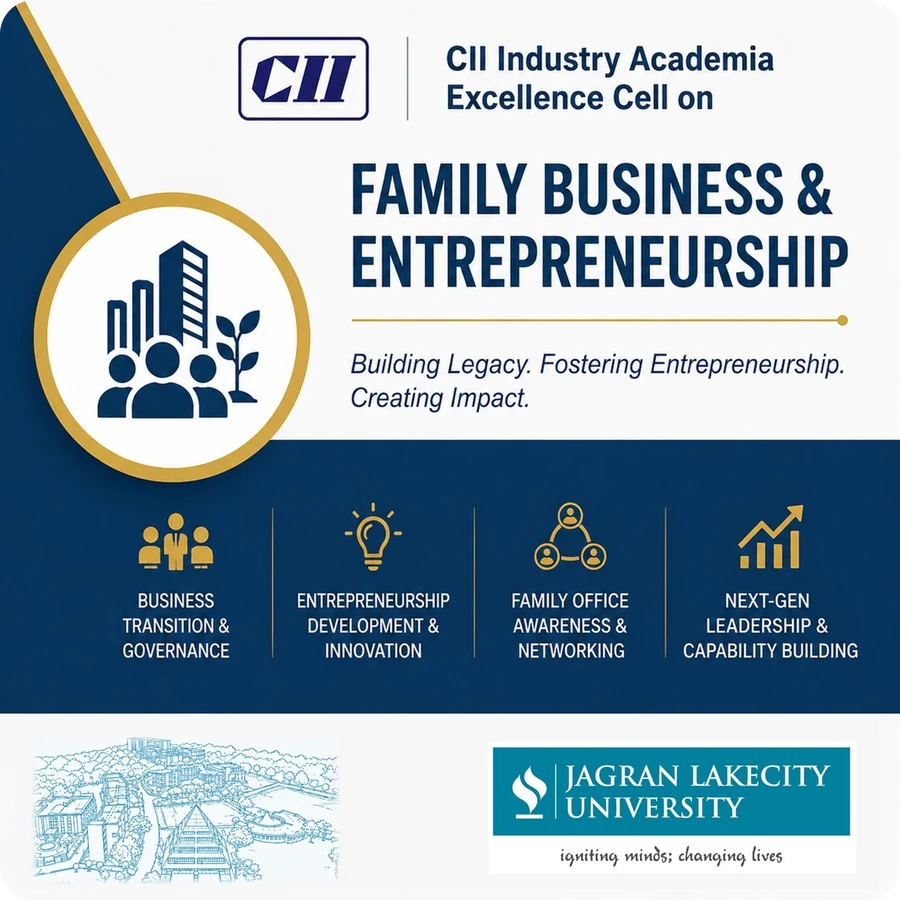 CII
CII Industry Academia
Excellence Cell on
FAMILY BUSINESS &
ENTREPRENEURSHIP
Building Legacy. Fostering Entrepreneurship.
Creating Impact.
BUSINESS
TRANSITION &
GOVERNANCE
ENTREPRENEURSHIP
DEVELOPMENT &
INNOVATION
FAMILY OFFICE
AWARENESS &
NETWORKING
NEXT-GEN
LEADERSHIP &
CAPABILITY BUILDING
JAGRAN LAKECITY
UNIVERSITY
igniting minds; changing lives